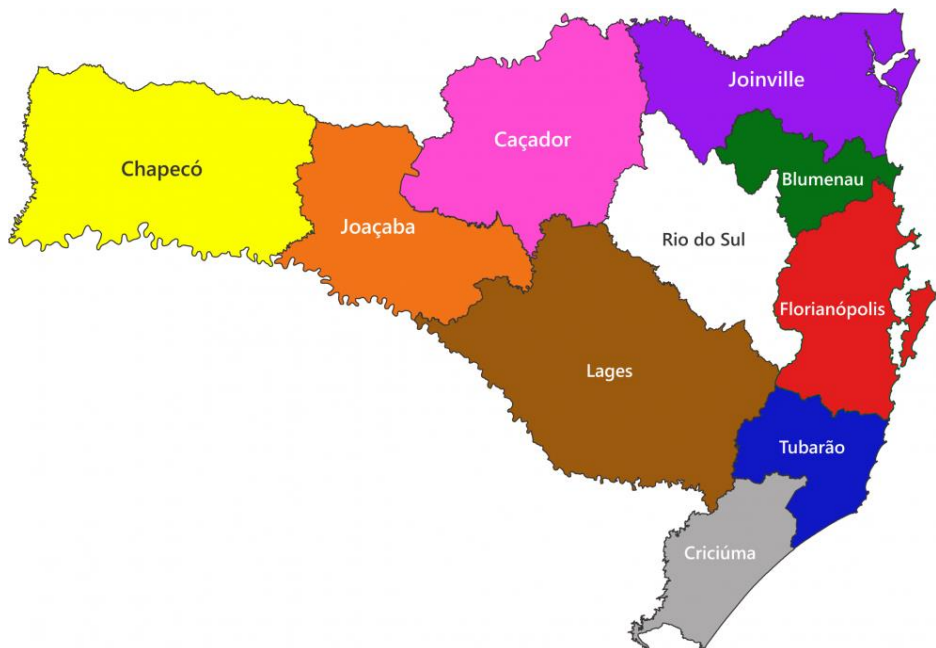 Joinville
Caçador
Chapecó
Blumenau
Joaçaba
Rio do Sul
Florianópolis
Lages
Tubarão
Criciúma